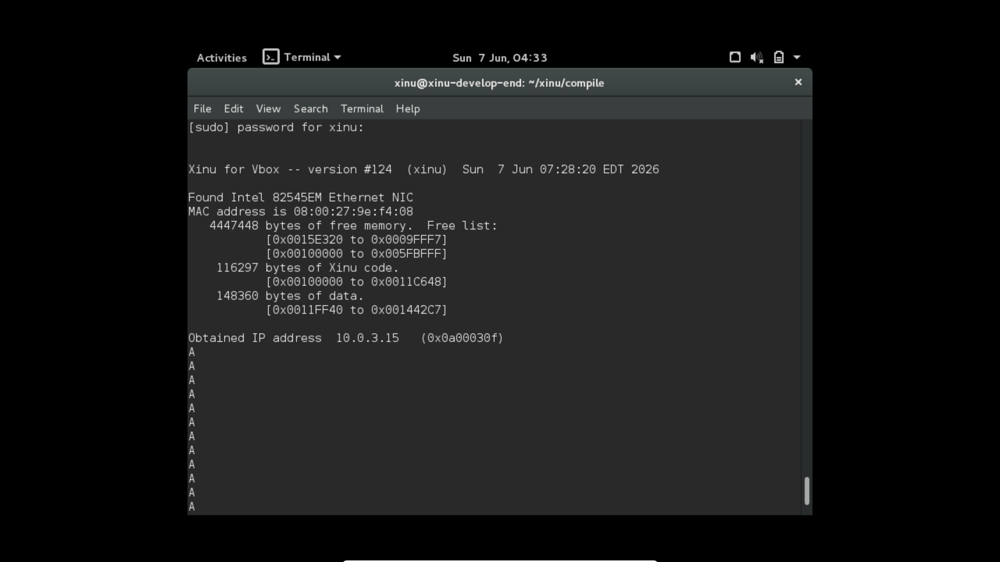 Activities Terminal Sun 7 Jun, 04:33
xinu@xinu-develop-end: ~/xinu/compile ×
File Edit View Search Terminal Help
[sudo] password for xinu:
Xinu for Vbox -- version #124  (xinu)  Sun  7 Jun 07:28:20 EDT 2026
Found Intel 82545EM Ethernet NIC
MAC address is 08:00:27:9e:f4:08
   4447448 bytes of free memory.  Free list:
           [0x0015E320 to 0x0009FFF7]
           [0x00100000 to 0x005FBFFF]
    116297 bytes of Xinu code.
           [0x00100000 to 0x0011C648]
    148360 bytes of data.
           [0x0011FF40 to 0x001442C7]
Obtained IP address  10.0.3.15   (0x0a00030f)
A
A
A
A
A
A
A
A
A
A
A
A